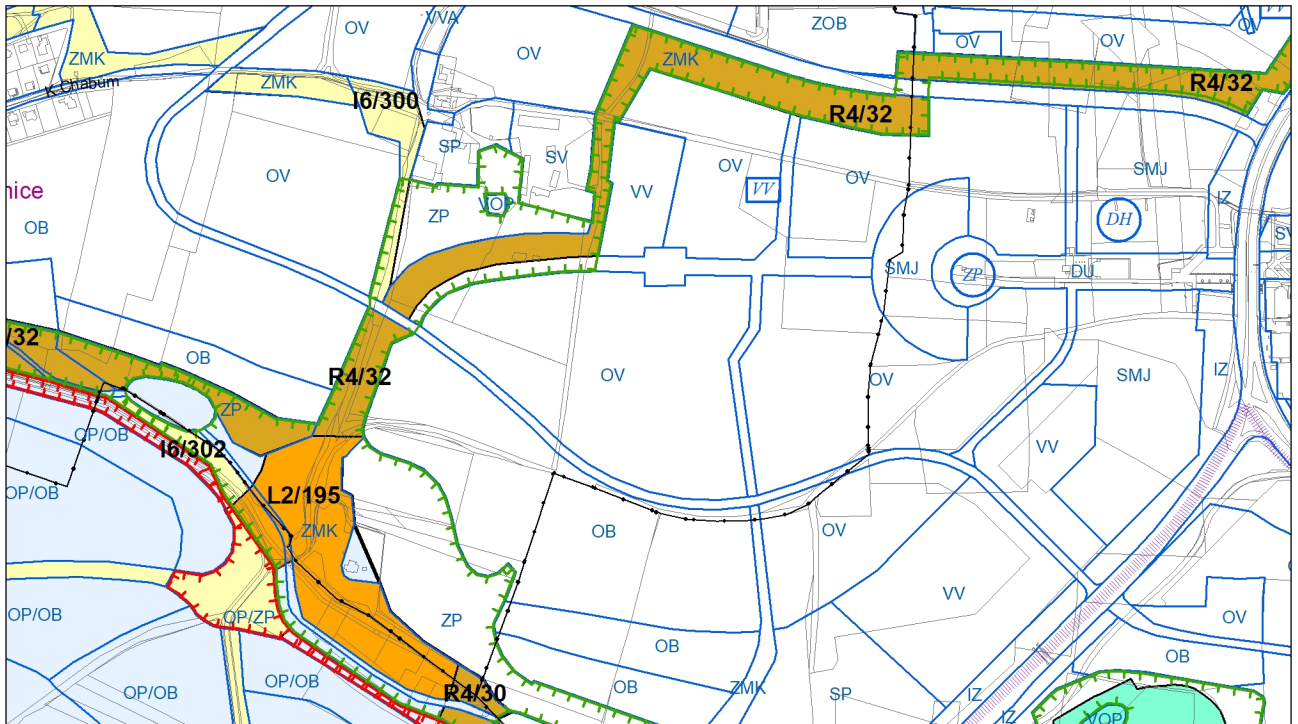 OV
VVA
ZOB
OV
OV
OV
ZMK
ZMK
K Chabum
ZMK
I6/300
R4/32
R4/32
SP
SV
OV
OV
OV
VV
VV
SMJ
nice
OB
ZP
VOP
IZ
DH
SV
SMJ
ZP
DU
/32
OB
R4/32
OV
OV
SMJ
IZ
ZP
OP/OB
I6/302
VV
OP/OB
L2/195
ZMK
OB
OV
VV
OP/OB
OP/ZP
ZP
OV
OB
OB
OP/OB
OP/OB
R4/30
OB
ZMK
SP
IZ
IZ
VOP